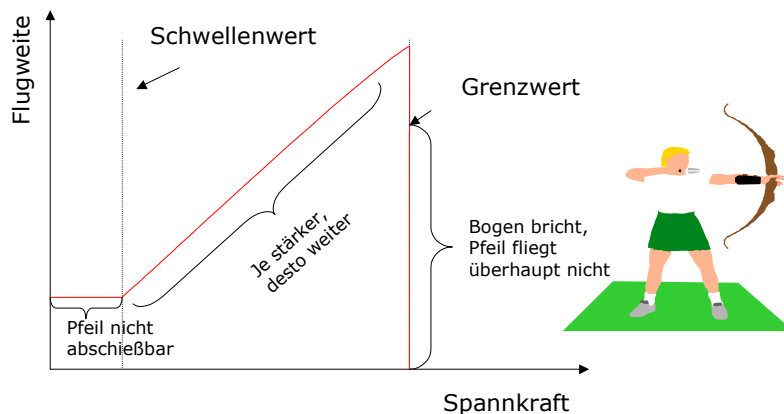 Flugweite
Schwellenwert
Grenzwert
Je stärker,
desto weiter
Bogen bricht,
Pfeil fliegt
überhaupt nicht
Pfeil nicht
abschießbar
Spannkraft